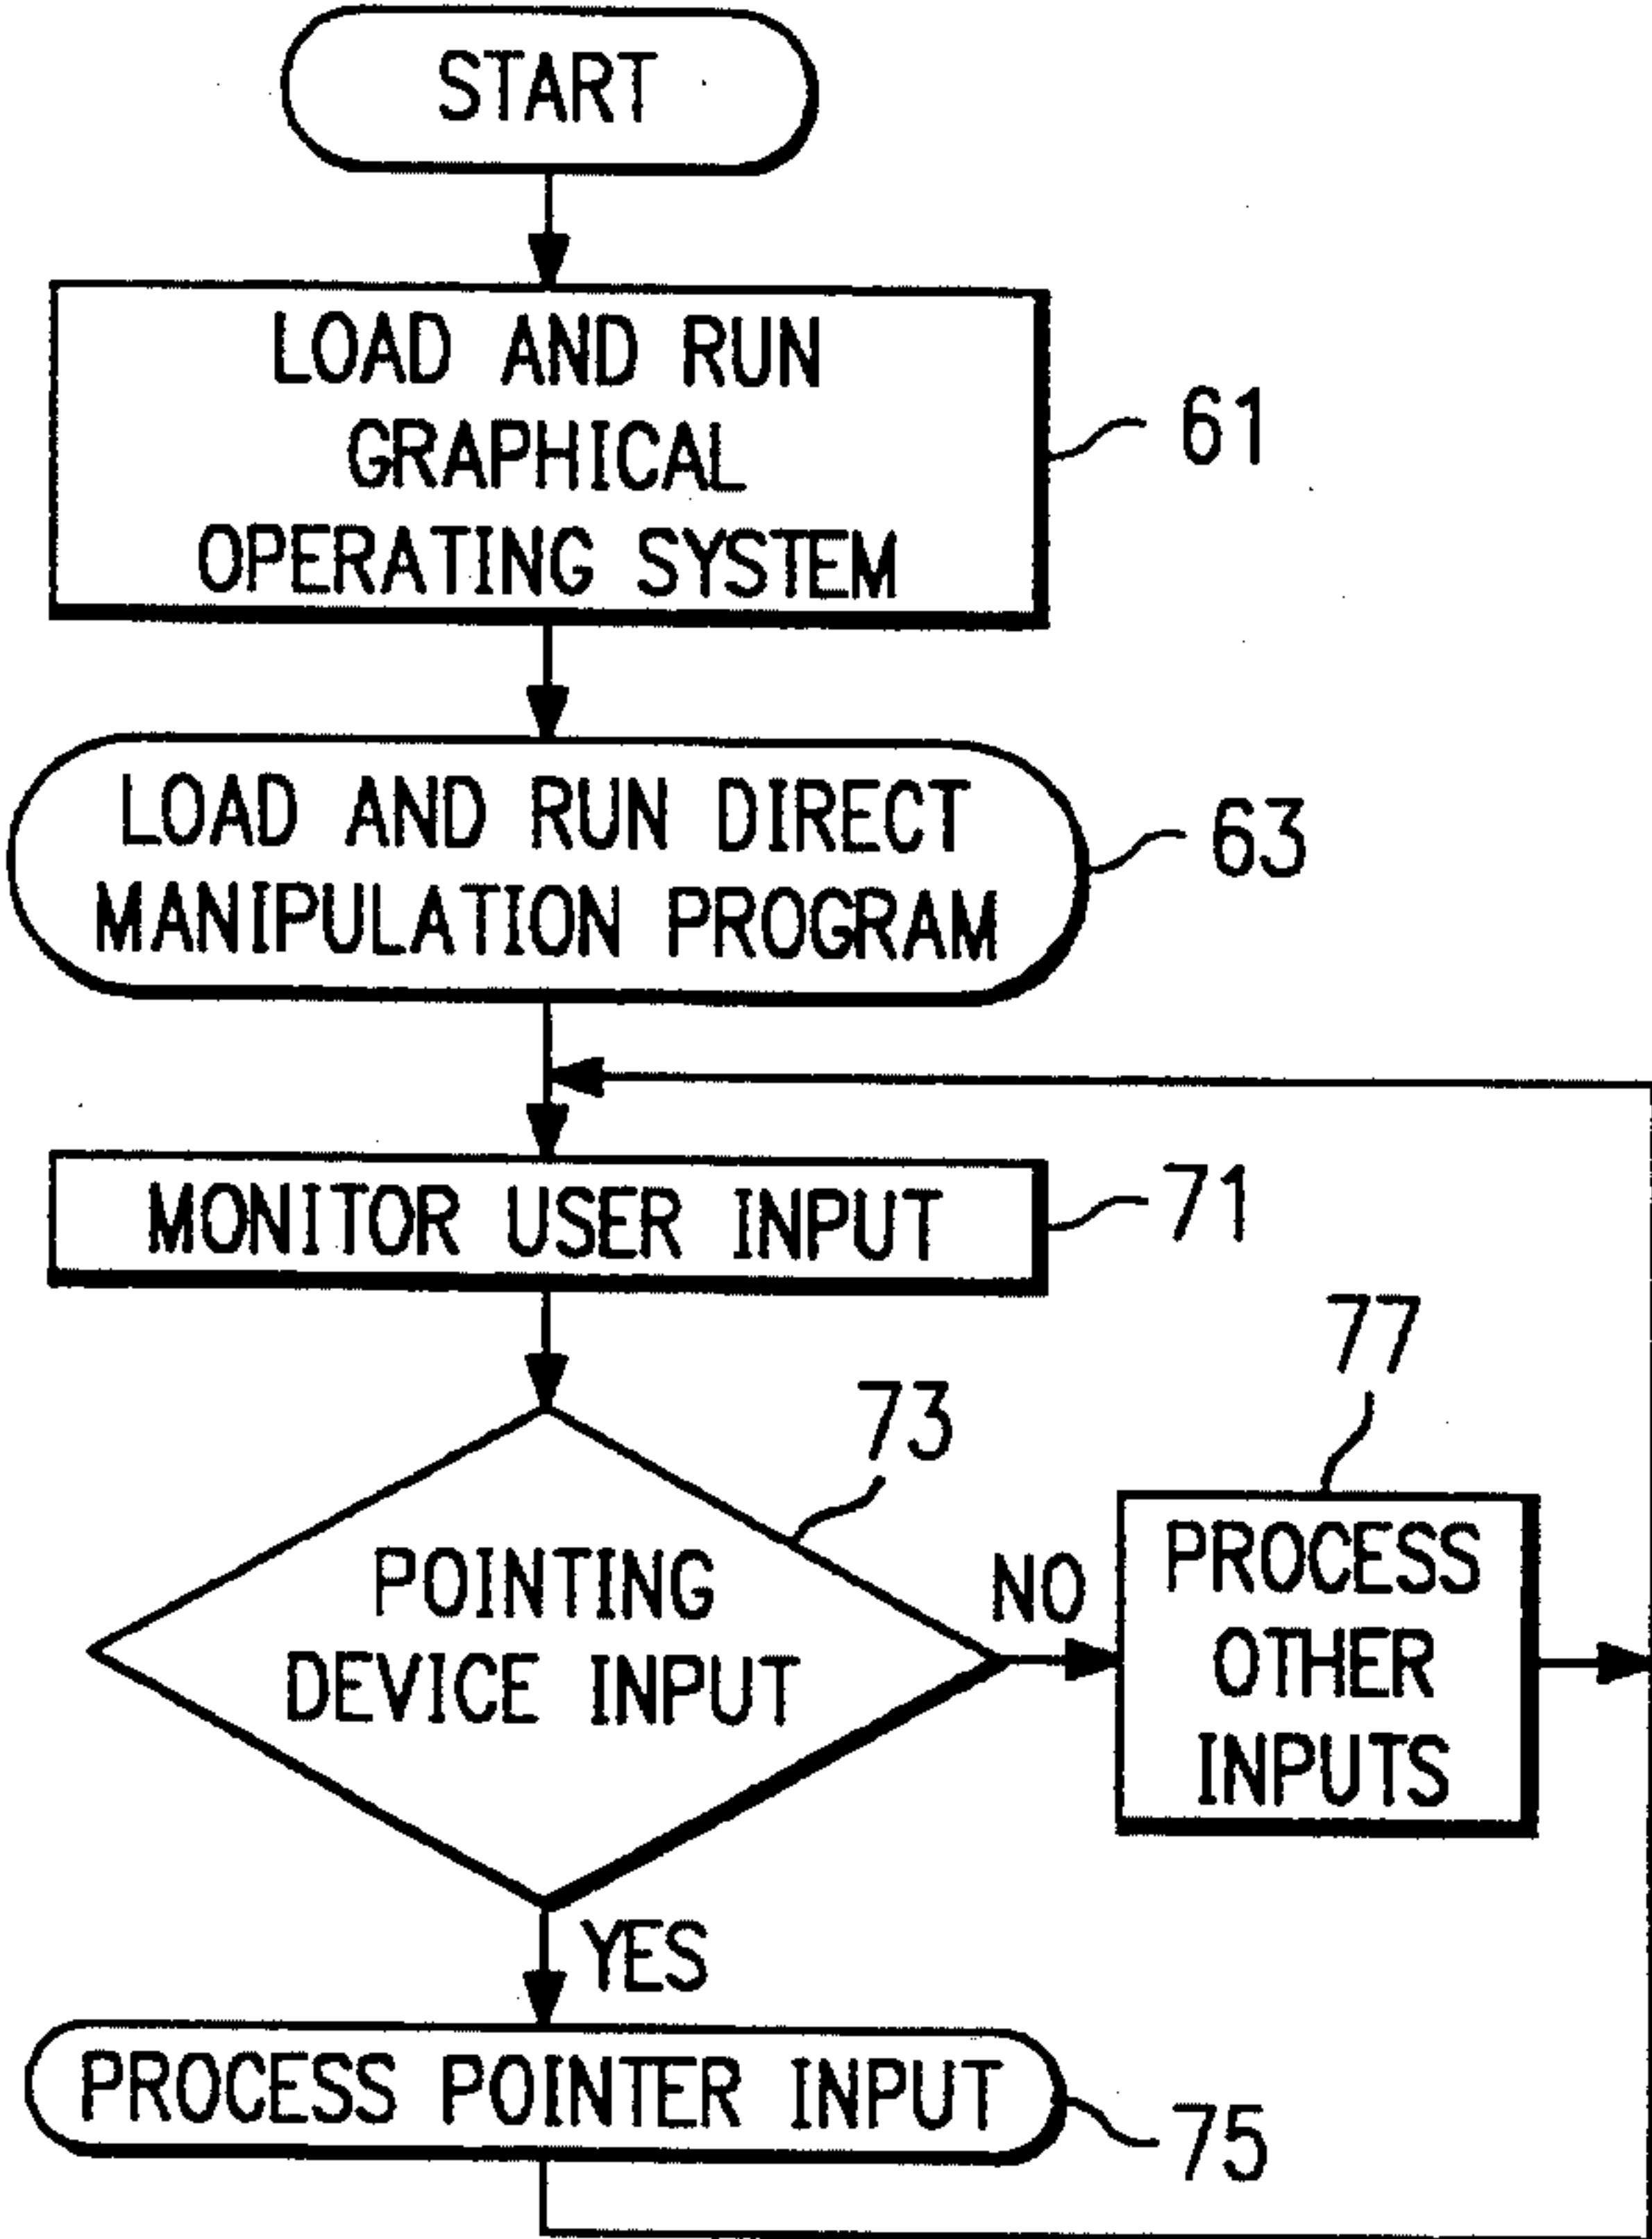 START
LOAD AND RUN
GRAPHICAL
OPERATING SYSTEM
61
LOAD AND RUN DIRECT
MANIPULATION PROGRAM
63
MONITOR USER INPUT
71
73
POINTING
DEVICE INPUT
NO
77
PROCESS
OTHER
INPUTS
YES
PROCESS POINTER INPUT
75